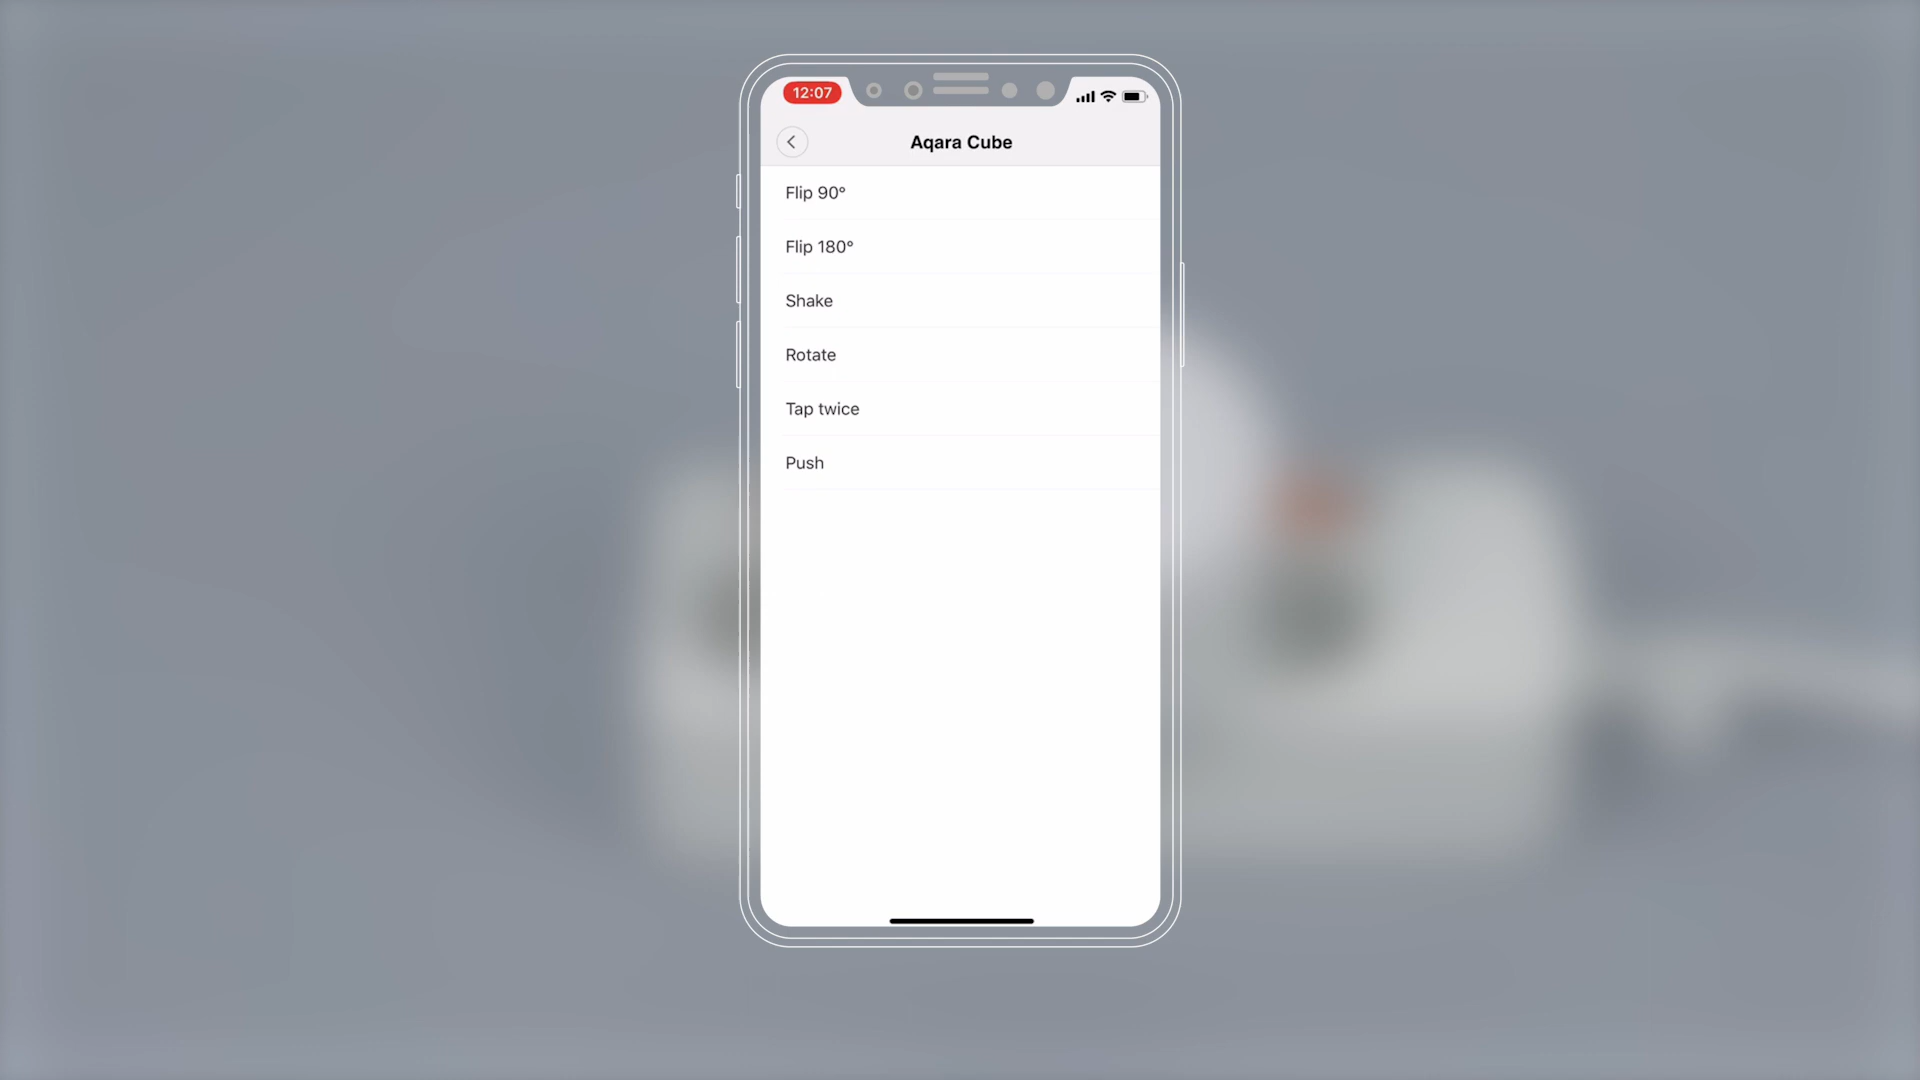 12:07
Aqara Cube
Flip 90°
Flip 180°
Shake
Rotate
Tap twice
Push